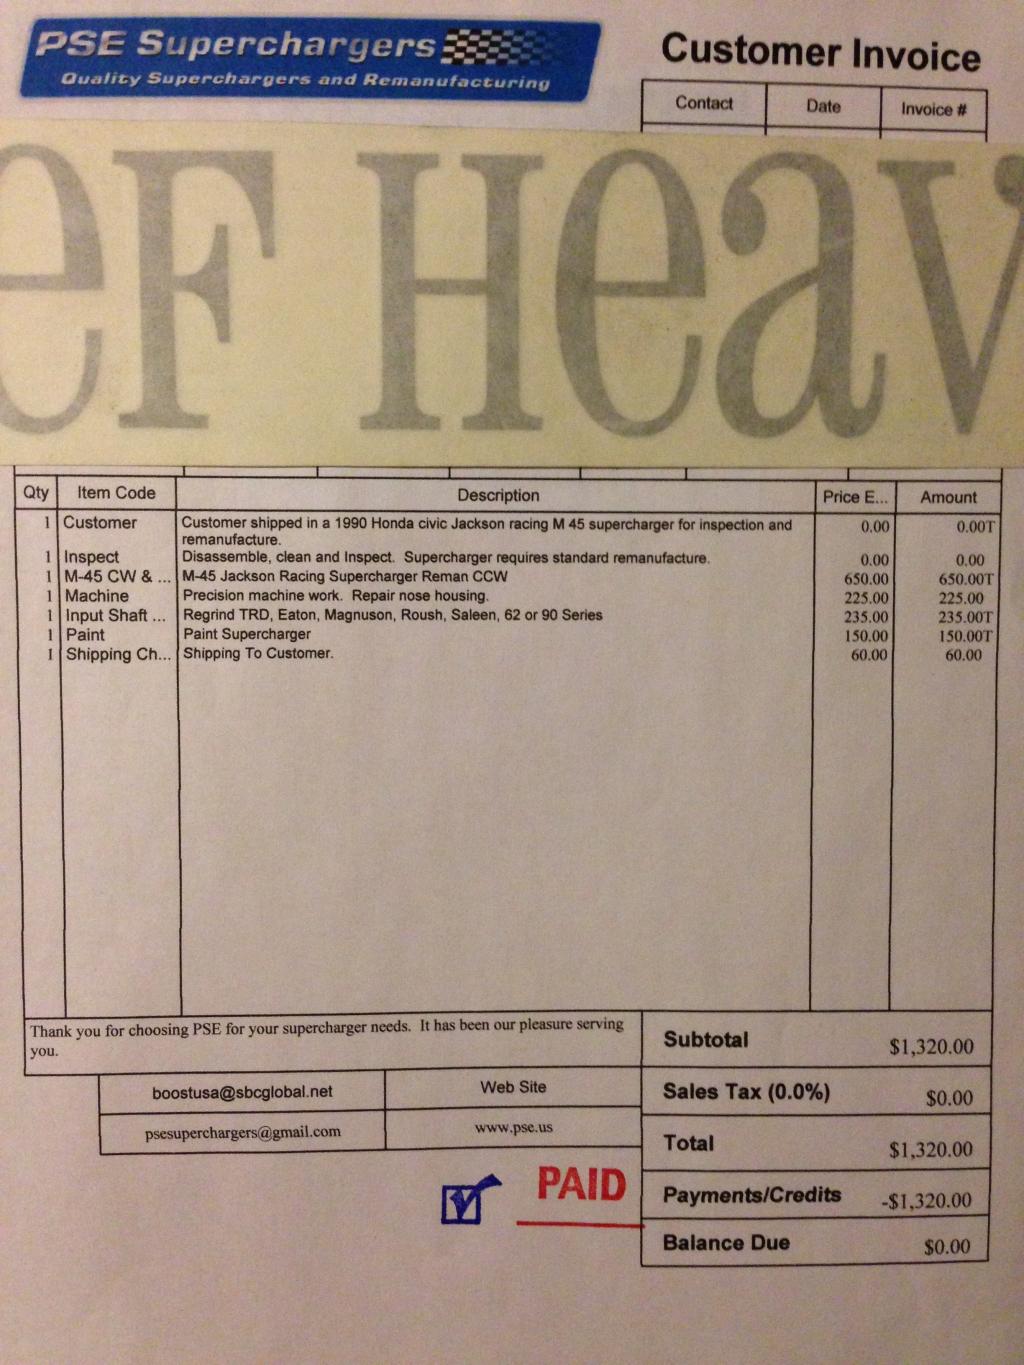 PSE Superchargers
Quality Superchargers and Remanufacturing
Customer Invoice
Contact Date Invoice #
eF Heav
Qty Item Code Description Price E... Amount
1 Customer Customer shipped in a 1990 Honda civic Jackson racing M 45 supercharger for inspection and 0.00 0.00T
remanufacture.
1 Inspect Disassemble, clean and Inspect. Supercharger requires standard remanufacture. 0.00 0.00
1 M-45 CW & ... M-45 Jackson Racing Supercharger Reman CCW 650.00 650.00T
1 Machine Precision machine work. Repair nose housing. 225.00 225.00
1 Input Shaft ... Regrind TRD, Eaton, Magnuson, Roush, Saleen, 62 or 90 Series 235.00 235.00T
1 Paint Paint Supercharger 150.00 150.00T
1 Shipping Ch... Shipping To Customer. 60.00 60.00
Thank you for choosing PSE for your supercharger needs. It has been our pleasure serving
you.
Subtotal $1,320.00
boostusa@sbcglobal.net Web Site
Sales Tax (0.0%) $0.00
psesuperchargers@gmail.com www.pse.us
Total $1,320.00
PAID
Payments/Credits -$1,320.00
Balance Due $0.00